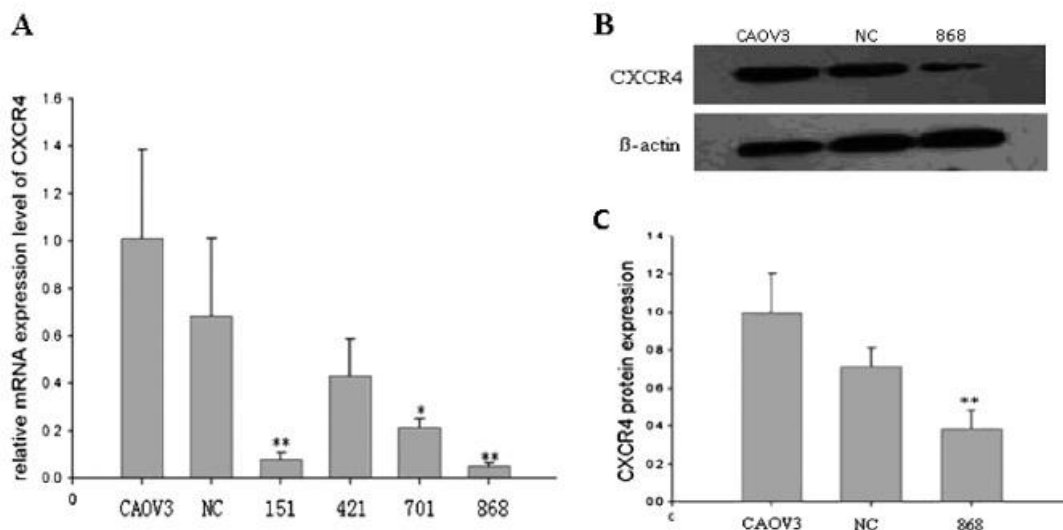 A
relative mRNA expression level of CXCR4
1.6
1.4
1.2
1.0
0.8
0.6
0.4
0.2
0.0
0
**
*
**
CAOV3 NC 151 421 701 868
B
CAOV3 NC 868
CXCR4
ß-actin
C
CXCR4 protein expression
1.4
1.2
1.0
0.8
0.6
0.4
0.2
0.0
**
CAOV3 NC 868